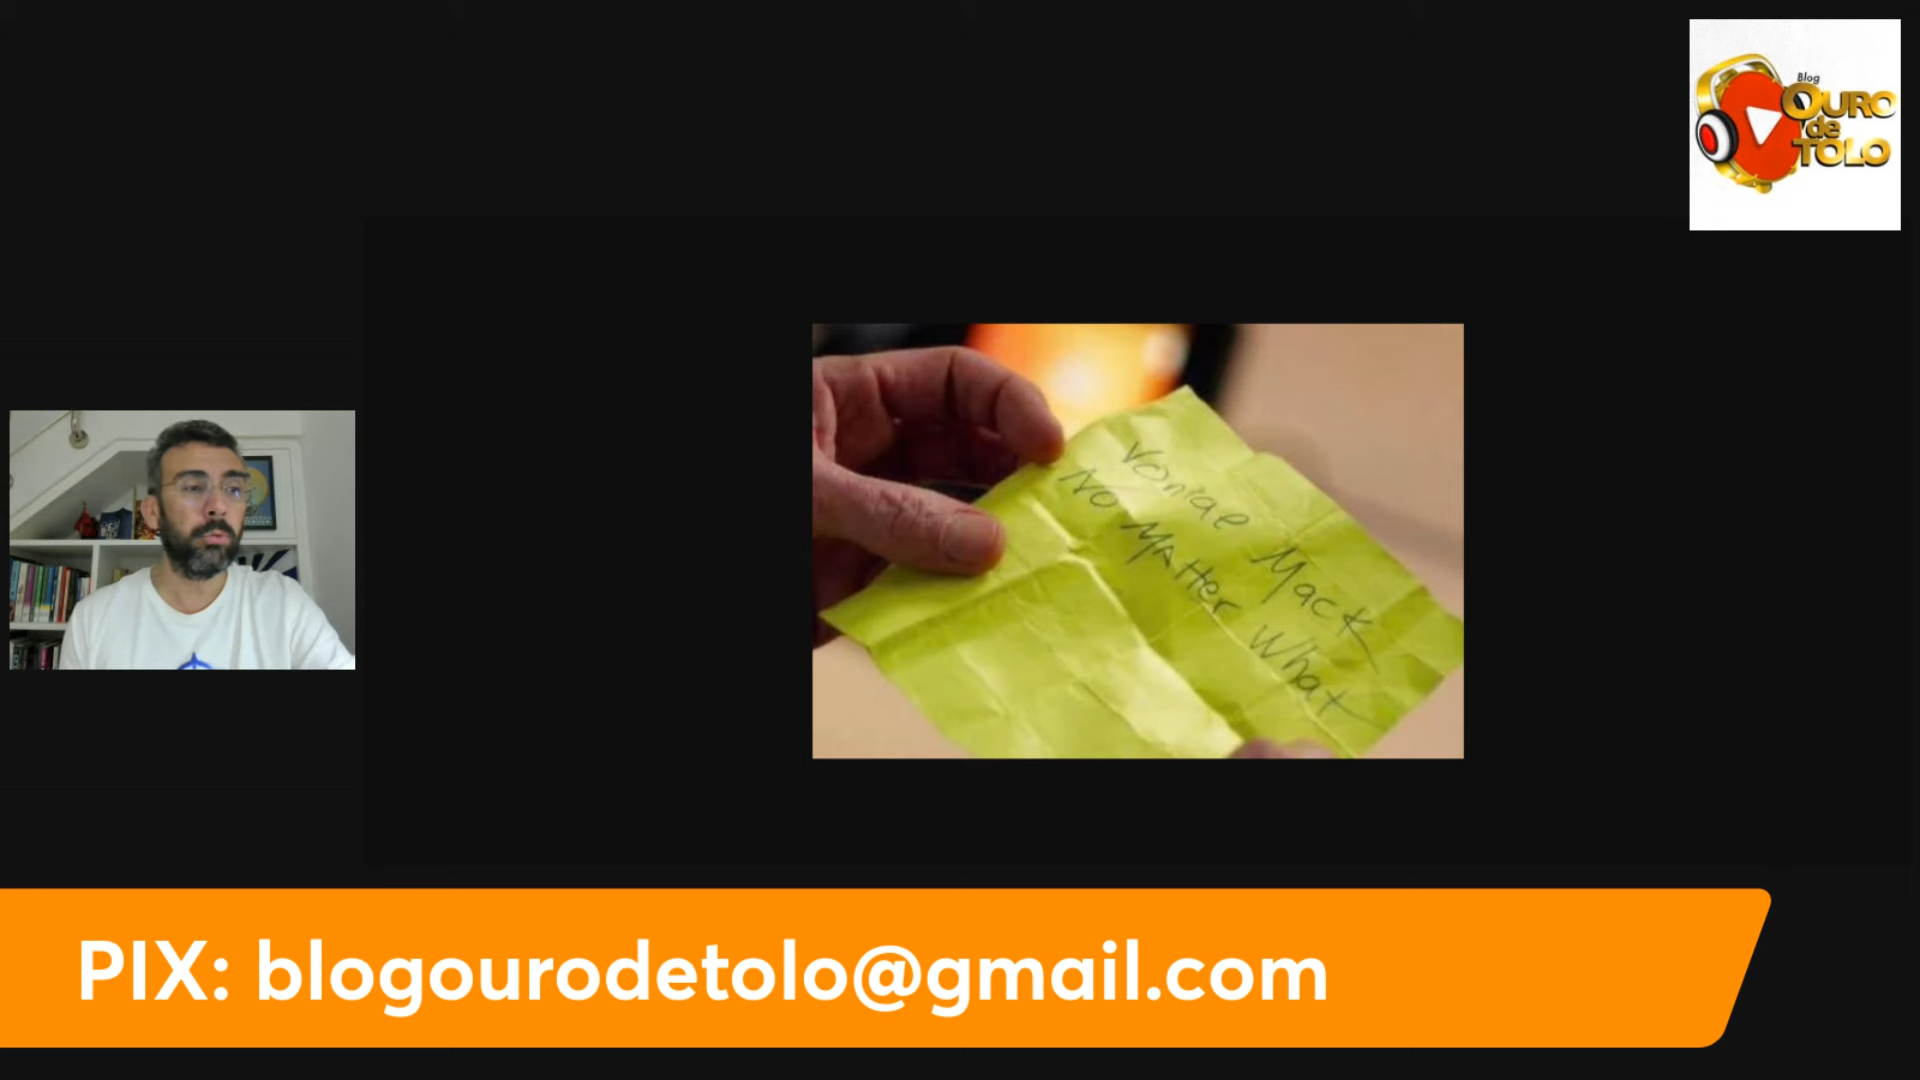 Blog
OURO
de
TOLO
Vontae Mack
No MAtter What
PIX: blogourodetolo@gmail.com